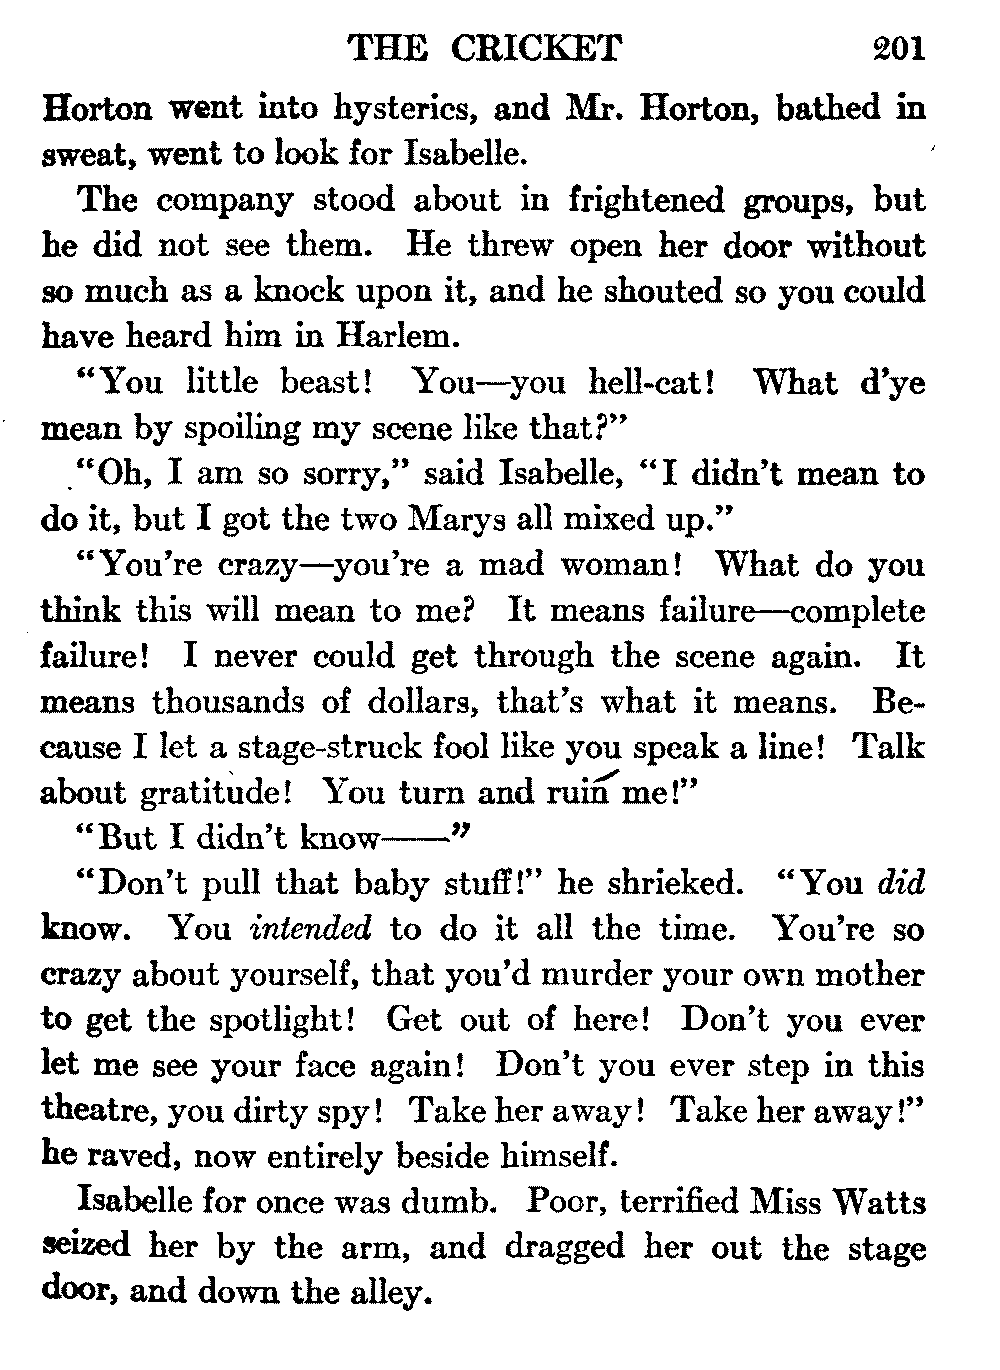 THE CRICKET 201
Horton went into hysterics, and Mr. Horton, bathed in
sweat, went to look for Isabelle.
The company stood about in frightened groups, but
he did not see them. He threw open her door without
so much as a knock upon it, and he shouted so you could
have heard him in Harlem.
“You little beast! You—you hell-cat! What d’ye
mean by spoiling my scene like that?”
“Oh, I am so sorry,” said Isabelle, “I didn’t mean to
do it, but I got the two Marys all mixed up.”
“You’re crazy—you’re a mad woman! What do you
think this will mean to me? It means failure—complete
failure! I never could get through the scene again. It
means thousands of dollars, that’s what it means. Be-
cause I let a stage-struck fool like you speak a line! Talk
about gratitude! You turn and ruin me!”
“But I didn’t know——”
“Don’t pull that baby stuff!” he shrieked. “You did
know. You intended to do it all the time. You’re so
crazy about yourself, that you’d murder your own mother
to get the spotlight! Get out of here! Don’t you ever
let me see your face again! Don’t you ever step in this
theatre, you dirty spy! Take her away! Take her away!”
he raved, now entirely beside himself.
Isabelle for once was dumb. Poor, terrified Miss Watts
seized her by the arm, and dragged her out the stage
door, and down the alley.